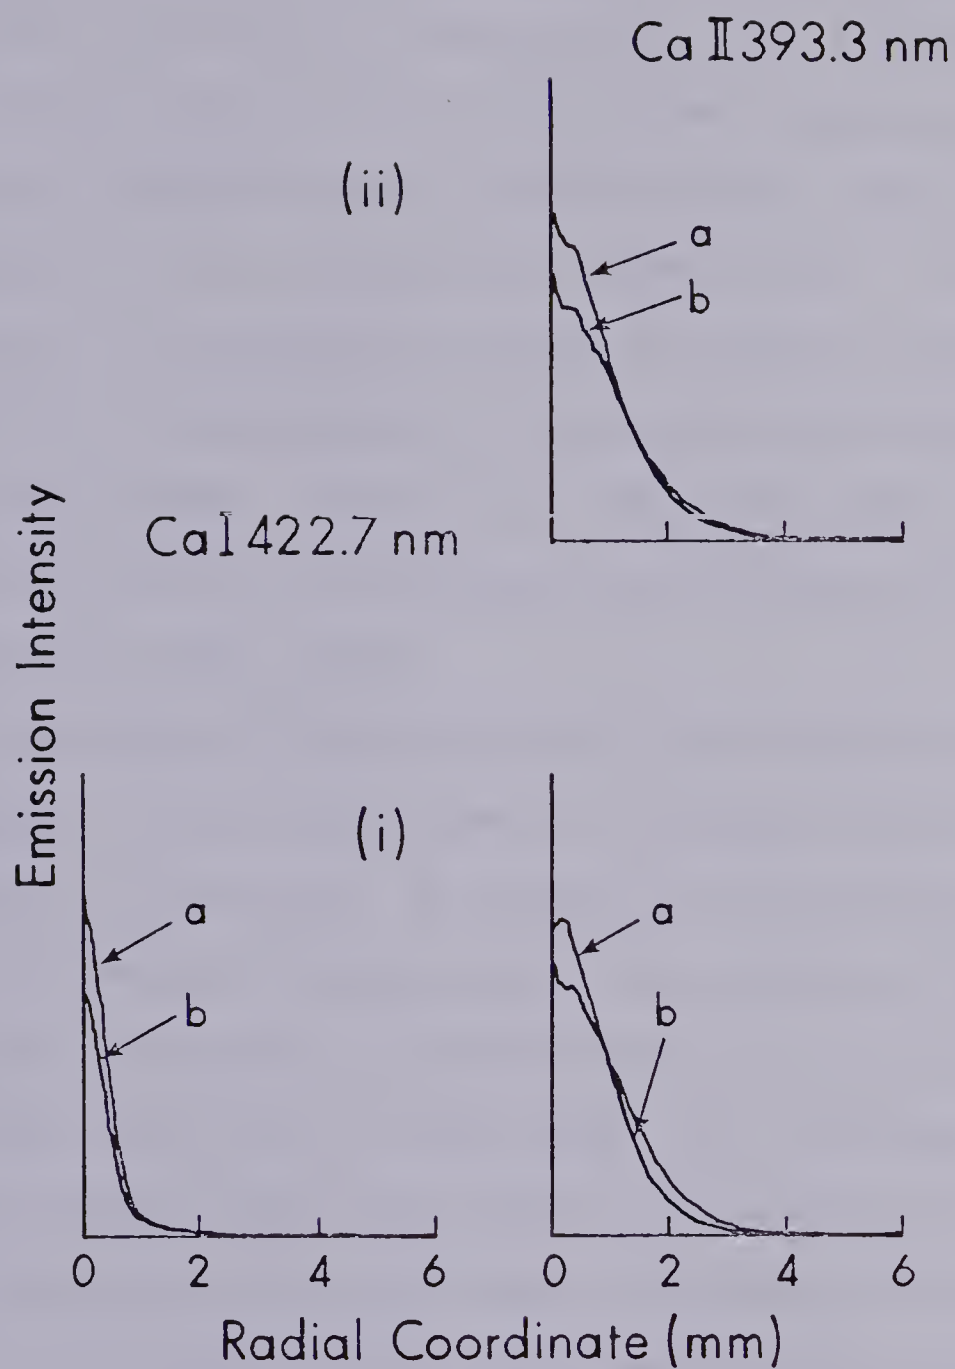 Ca II 393.3 nm
(ii)
a
b
Ca I 422.7 nm
Emission Intensity
(i)
a
b
a
b
0 2 4 6
0 2 4 6
Radial Coordinate (mm)